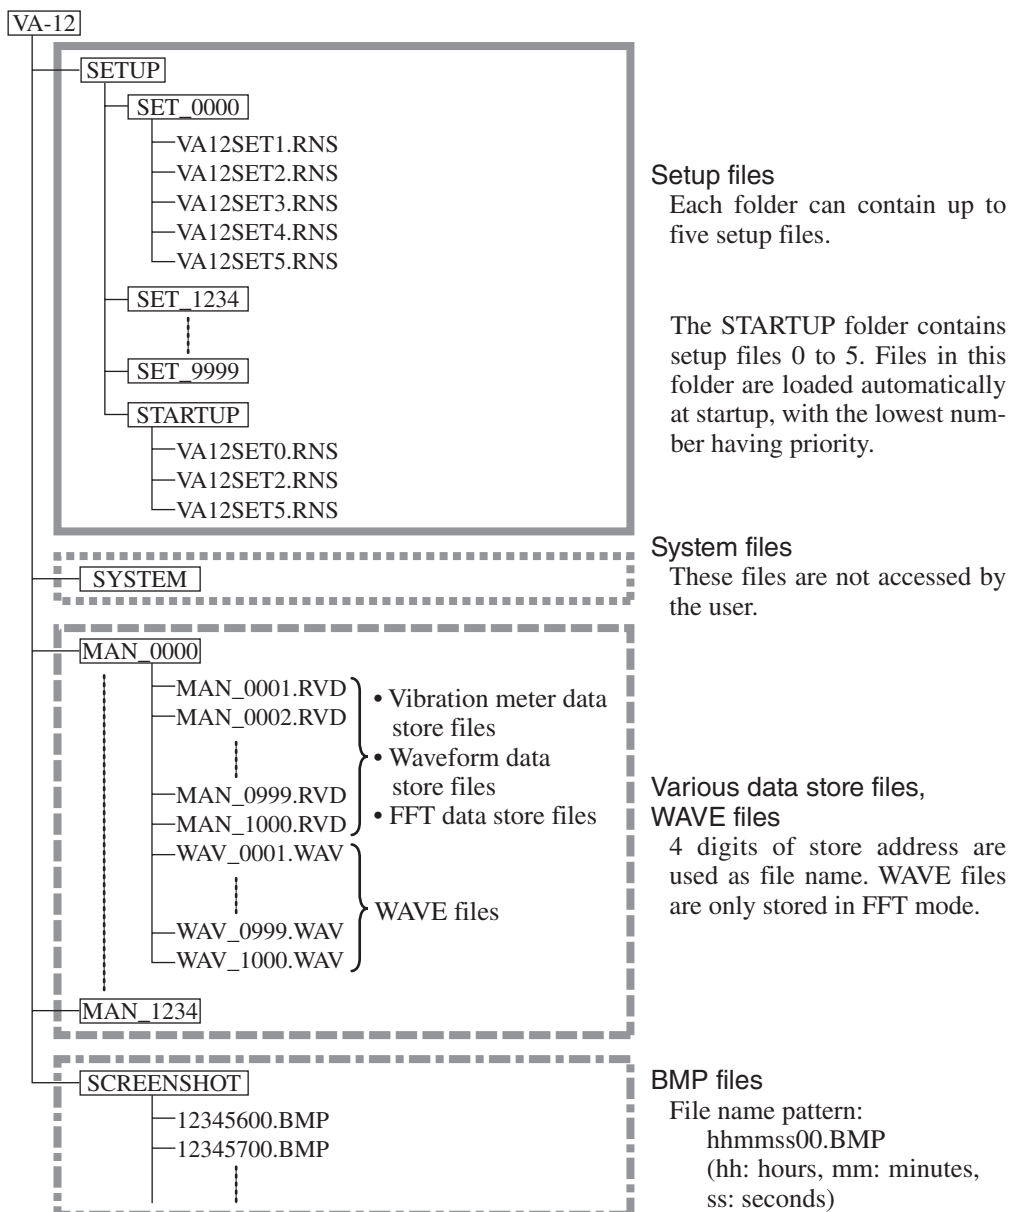 VA-12
SETUP
SET_0000
VA12SET1.RNS
VA12SET2.RNS
VA12SET3.RNS
VA12SET4.RNS
VA12SET5.RNS
SET_1234
SET_9999
STARTUP
VA12SET0.RNS
VA12SET2.RNS
VA12SET5.RNS
Setup files
Each folder can contain up to
five setup files.
The STARTUP folder contains
setup files 0 to 5. Files in this
folder are loaded automatically
at startup, with the lowest num-
ber having priority.
SYSTEM
System files
These files are not accessed by
the user.
MAN_0000
MAN_0001.RVD
MAN_0002.RVD
MAN_0999.RVD
MAN_1000.RVD
• Vibration meter data
store files
• Waveform data
store files
• FFT data store files
WAV_0001.WAV
WAV_0999.WAV
WAV_1000.WAV
WAVE files
MAN_1234
Various data store files,
WAVE files
4 digits of store address are
used as file name. WAVE files
are only stored in FFT mode.
SCREENSHOT
12345600.BMP
12345700.BMP
BMP files
File name pattern:
hhmmss00.BMP
(hh: hours, mm: minutes,
ss: seconds)